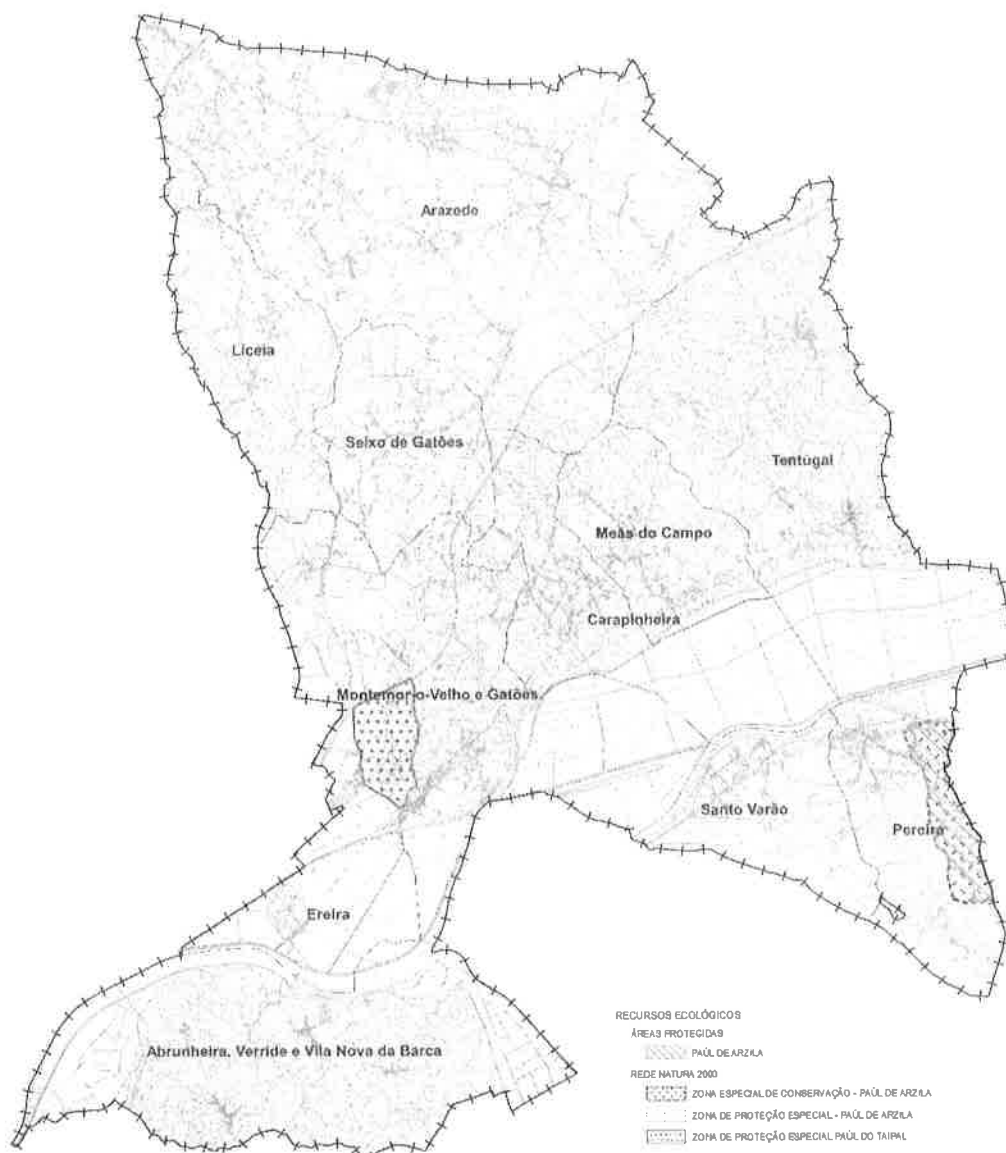 Arazede
Liceia
Seixo de Gatões
Tentúgal
Meãs do Campo
Carapinheira
Montemor-o-Velho e Gatões
Santo Varão
Pereira
Ereira
Abrunheira, Verride e Vila Nova da Barca
RECURSOS ECOLÓGICOS
ÁREAS PROTEGIDAS
PAÚL DE ARZILA
REDE NATURA 2000
ZONA ESPECIAL DE CONSERVAÇÃO - PAÚL DE ARZILA
ZONA DE PROTEÇÃO ESPECIAL - PAÚL DE ARZILA
ZONA DE PROTEÇÃO ESPECIAL PAÚL DO TAIPAL